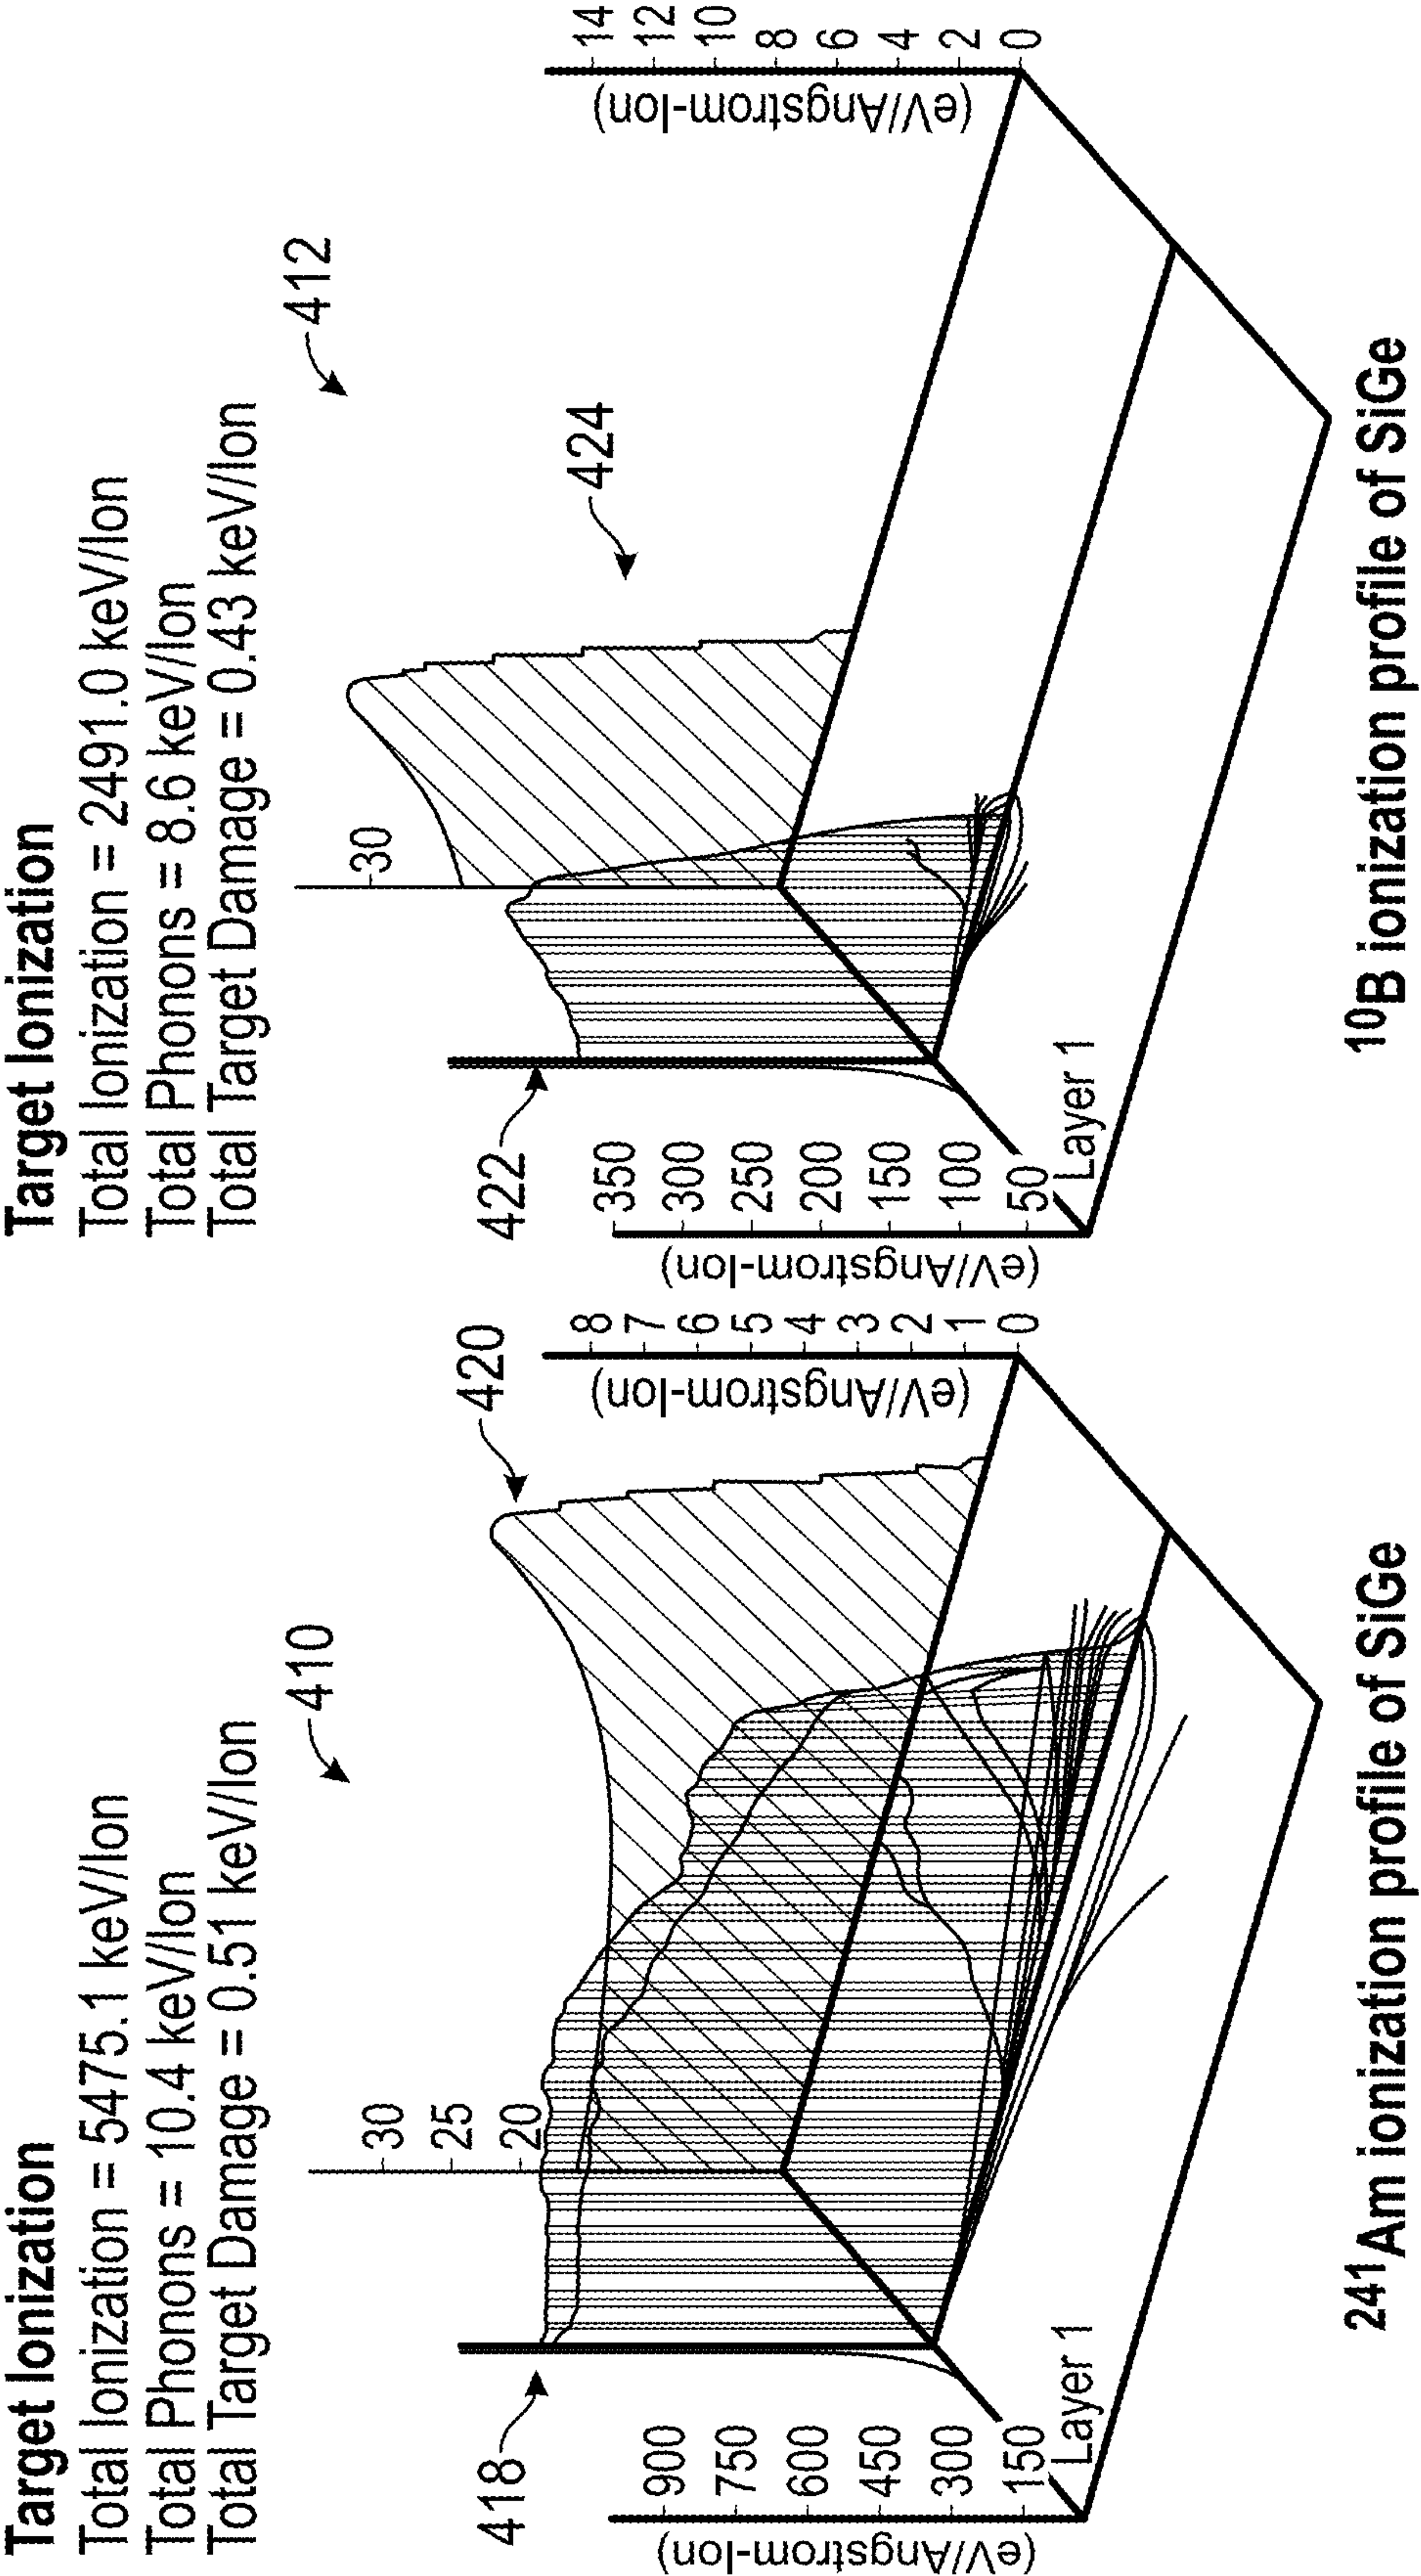 Target Ionization
Total Ionization = 5475.1 keV/Ion
Total Phonons = 10.4 keV/Ion
Total Target Damage = 0.51 keV/Ion
410
418
420
30
25
20
900
750
600
450
300
150
(eV/Angstrom-Ion)
Layer 1
8
7
6
5
4
3
2
1
0
(eV/Angstrom-Ion)
241Am ionization profile of SiGe
Target Ionization
Total Ionization = 2491.0 keV/Ion
Total Phonons = 8.6 keV/Ion
Total Target Damage = 0.43 keV/Ion
412
422
424
30
350
300
250
200
150
100
50
(eV/Angstrom-Ion)
Layer 1
14
12
10
8
6
4
2
0
(eV/Angstrom-Ion)
10B ionization profile of SiGe